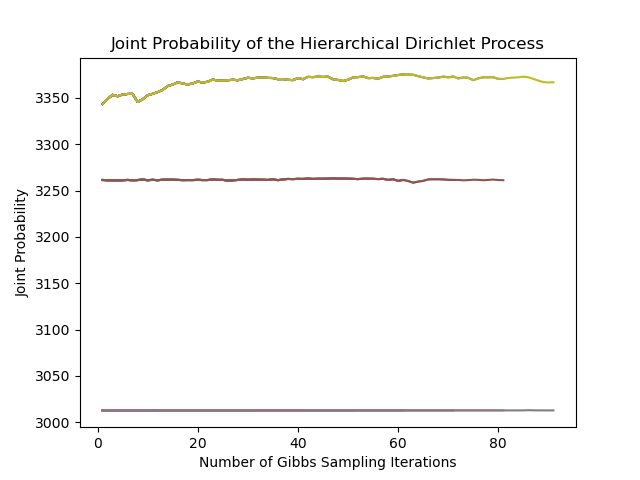 Joint Probability of the Hierarchical Dirichlet Process
Joint Probability
3350
3300
3250
3200
3150
3100
3050
3000
0 20 40 60 80
Number of Gibbs Sampling Iterations